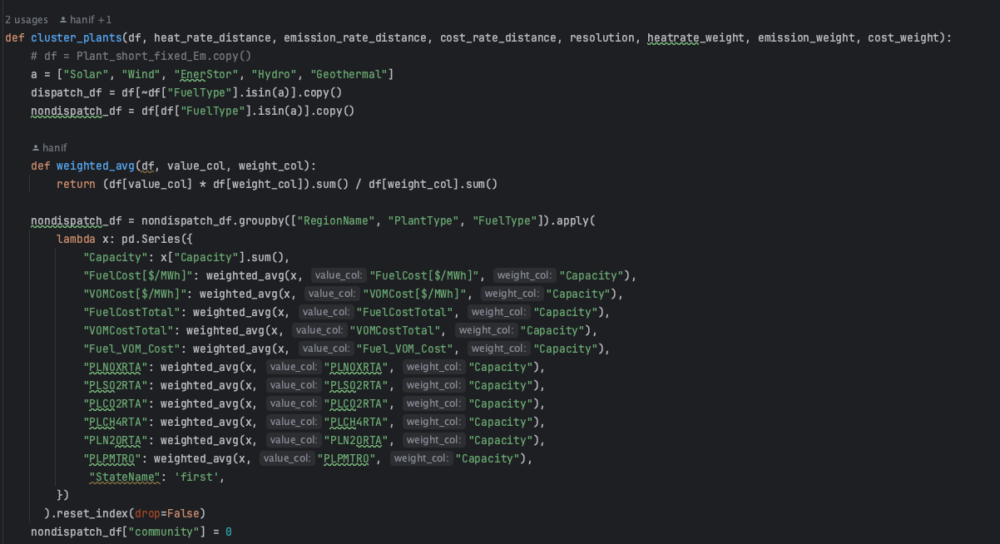 2 usages hanif +1
def cluster_plants(df, heat_rate_distance, emission_rate_distance, cost_rate_distance, resolution, heatrate_weight, emission_weight, cost_weight):
    # df = Plant_short_fixed_Em.copy()
    a = ["Solar", "Wind", "EnerStor", "Hydro", "Geothermal"]
    dispatch_df = df[~df["FuelType"].isin(a)].copy()
    nondispatch_df = df[df["FuelType"].isin(a)].copy()
    hanif
    def weighted_avg(df, value_col, weight_col):
        return (df[value_col] * df[weight_col]).sum() / df[weight_col].sum()
    nondispatch_df = nondispatch_df.groupby(["RegionName", "PlantType", "FuelType"]).apply(
        lambda x: pd.Series({
            "Capacity": x["Capacity"].sum(),
            "FuelCost[$/MWh]": weighted_avg(x, value_col: "FuelCost[$/MWh]", weight_col: "Capacity"),
            "VOMCost[$/MWh]": weighted_avg(x, value_col: "VOMCost[$/MWh]", weight_col: "Capacity"),
            "FuelCostTotal": weighted_avg(x, value_col: "FuelCostTotal", weight_col: "Capacity"),
            "VOMCostTotal": weighted_avg(x, value_col: "VOMCostTotal", weight_col: "Capacity"),
            "Fuel_VOM_Cost": weighted_avg(x, value_col: "Fuel_VOM_Cost", weight_col: "Capacity"),
            "PLNOXRTA": weighted_avg(x, value_col: "PLNOXRTA", weight_col: "Capacity"),
            "PLSO2RTA": weighted_avg(x, value_col: "PLSO2RTA", weight_col: "Capacity"),
            "PLCO2RTA": weighted_avg(x, value_col: "PLCO2RTA", weight_col: "Capacity"),
            "PLCH4RTA": weighted_avg(x, value_col: "PLCH4RTA", weight_col: "Capacity"),
            "PLN2ORTA": weighted_avg(x, value_col: "PLN2ORTA", weight_col: "Capacity"),
            "PLPMTRO": weighted_avg(x, value_col: "PLPMTRO", weight_col: "Capacity"),
             "StateName": 'first',
        })
      ).reset_index(drop=False)
    nondispatch_df["community"] = 0